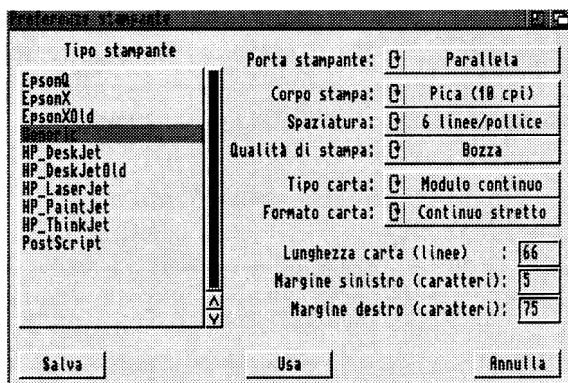 Preferenze stampante
Tipo stampante
EpsonQ
EpsonX
EpsonXOld
Generic
HP_DeskJet
HP_DeskJetOld
HP_LaserJet
HP_PaintJet
HP_ThinkJet
PostScript
Porta stampante: Parallela
Corpo stampa: Pica (10 cpi)
Spaziatura: 6 linee/pollice
Qualità di stampa: Bozza
Tipo carta: Modulo continuo
Formato carta: Continuo stretto
Lunghezza carta (linee) : 66
Margine sinistro (caratteri): 5
Margine destro (caratteri): 75
Salva
Usa
Annulla